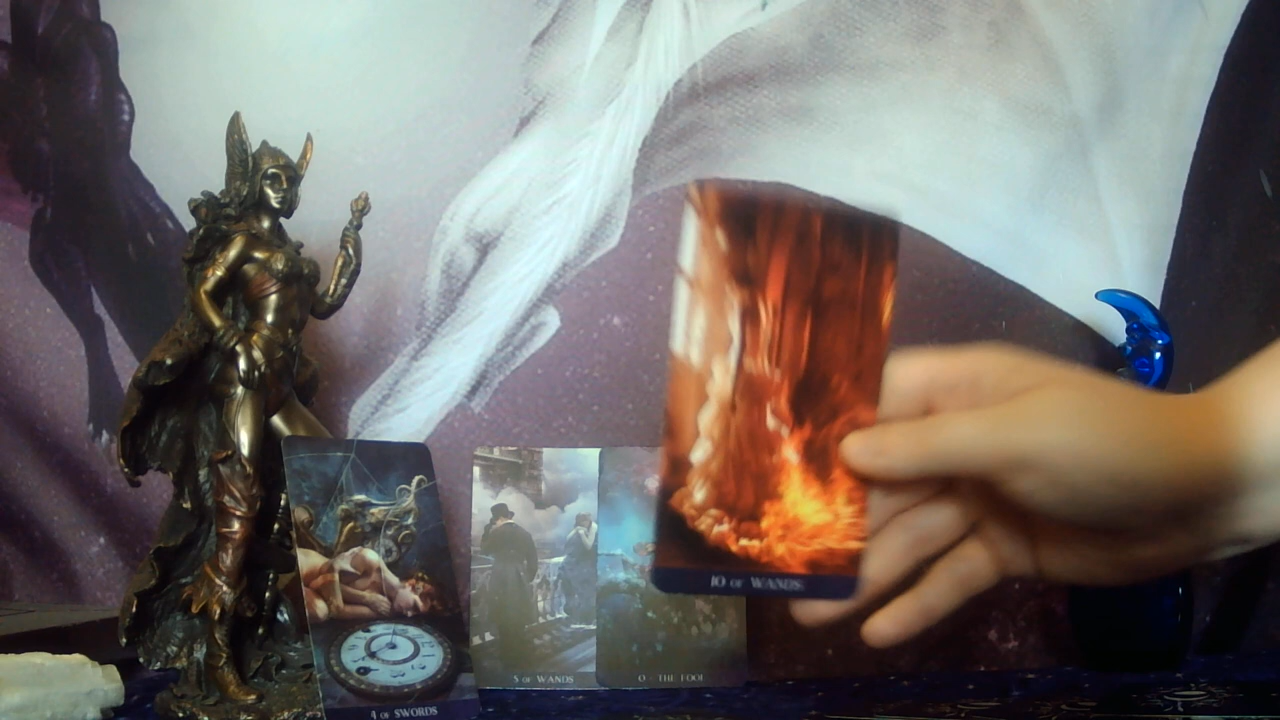 10 OF WANDS
4 OF SWORDS
5 OF WANDS
0 - THE FOOL